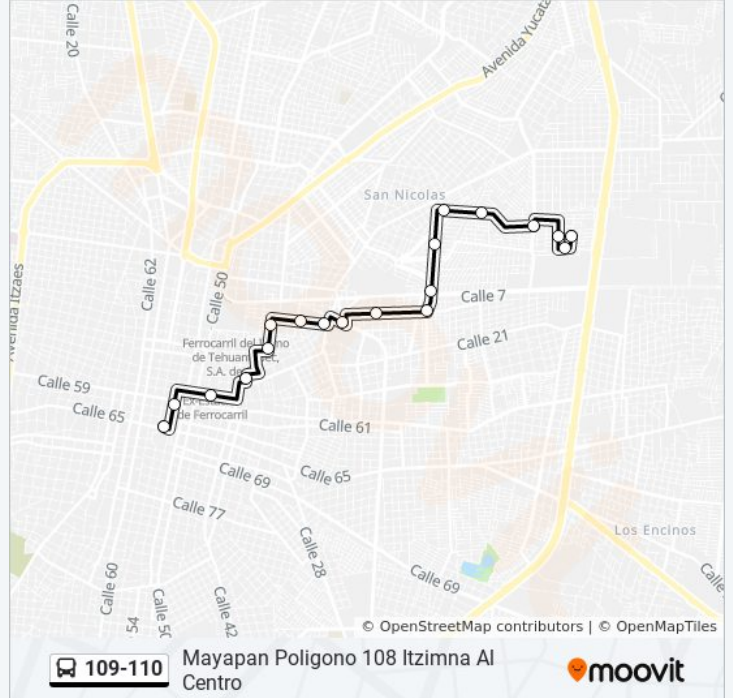 Calle 20
Avenida Yucata
San Nicolas
Calle 62
Calle 50
Avenida Itzaes
Calle 7
Calle 21
Ferrocarril del
de Tehuan
S.A. de
Calle 59
Calle 65
de Ferrocarril
Calle 61
Calle 69
Calle 65
Calle 77
Los Encinos
Calle 28
Calle 69
Calle
Calle 60
54
Calle 50
Calle 42
© OpenStreetMap contributors | © OpenMapTiles
109-110
Mayapan Poligono 108 Itzimna Al
Centro
moovit